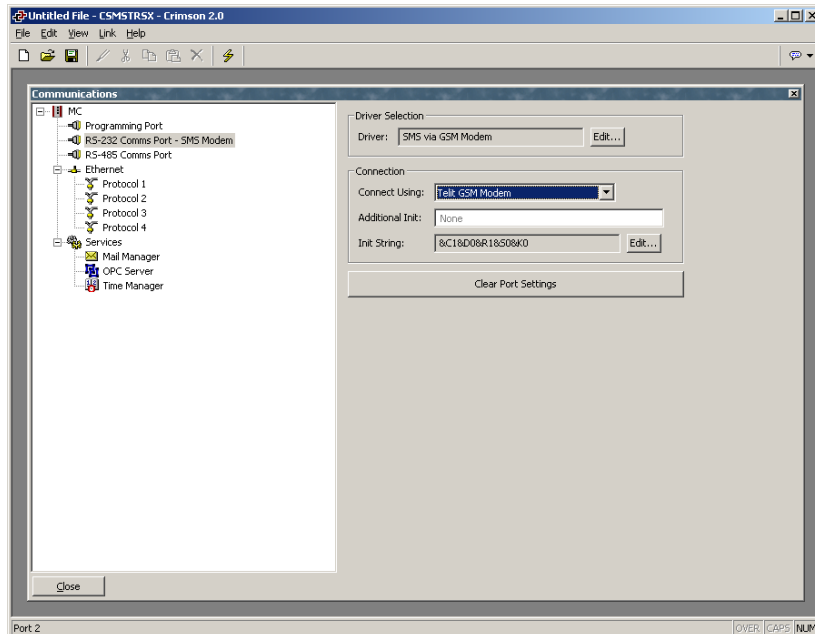 Untitled File - CSMSTRSX - Crimson 2.0
File Edit View Link Help
Communications
MC
Programming Port
RS-232 Comms Port - SMS Modem
RS-485 Comms Port
Ethernet
Protocol 1
Protocol 2
Protocol 3
Protocol 4
Services
Mail Manager
OPC Server
Time Manager
Driver Selection
Driver: SMS via GSM Modem Edit...
Connection
Connect Using: Telit GSM Modem
Additional Init: None
Init String: &C1&D0&R1&S0&K0 Edit...
Clear Port Settings
Close
Port 2 OVER CAPS NUM